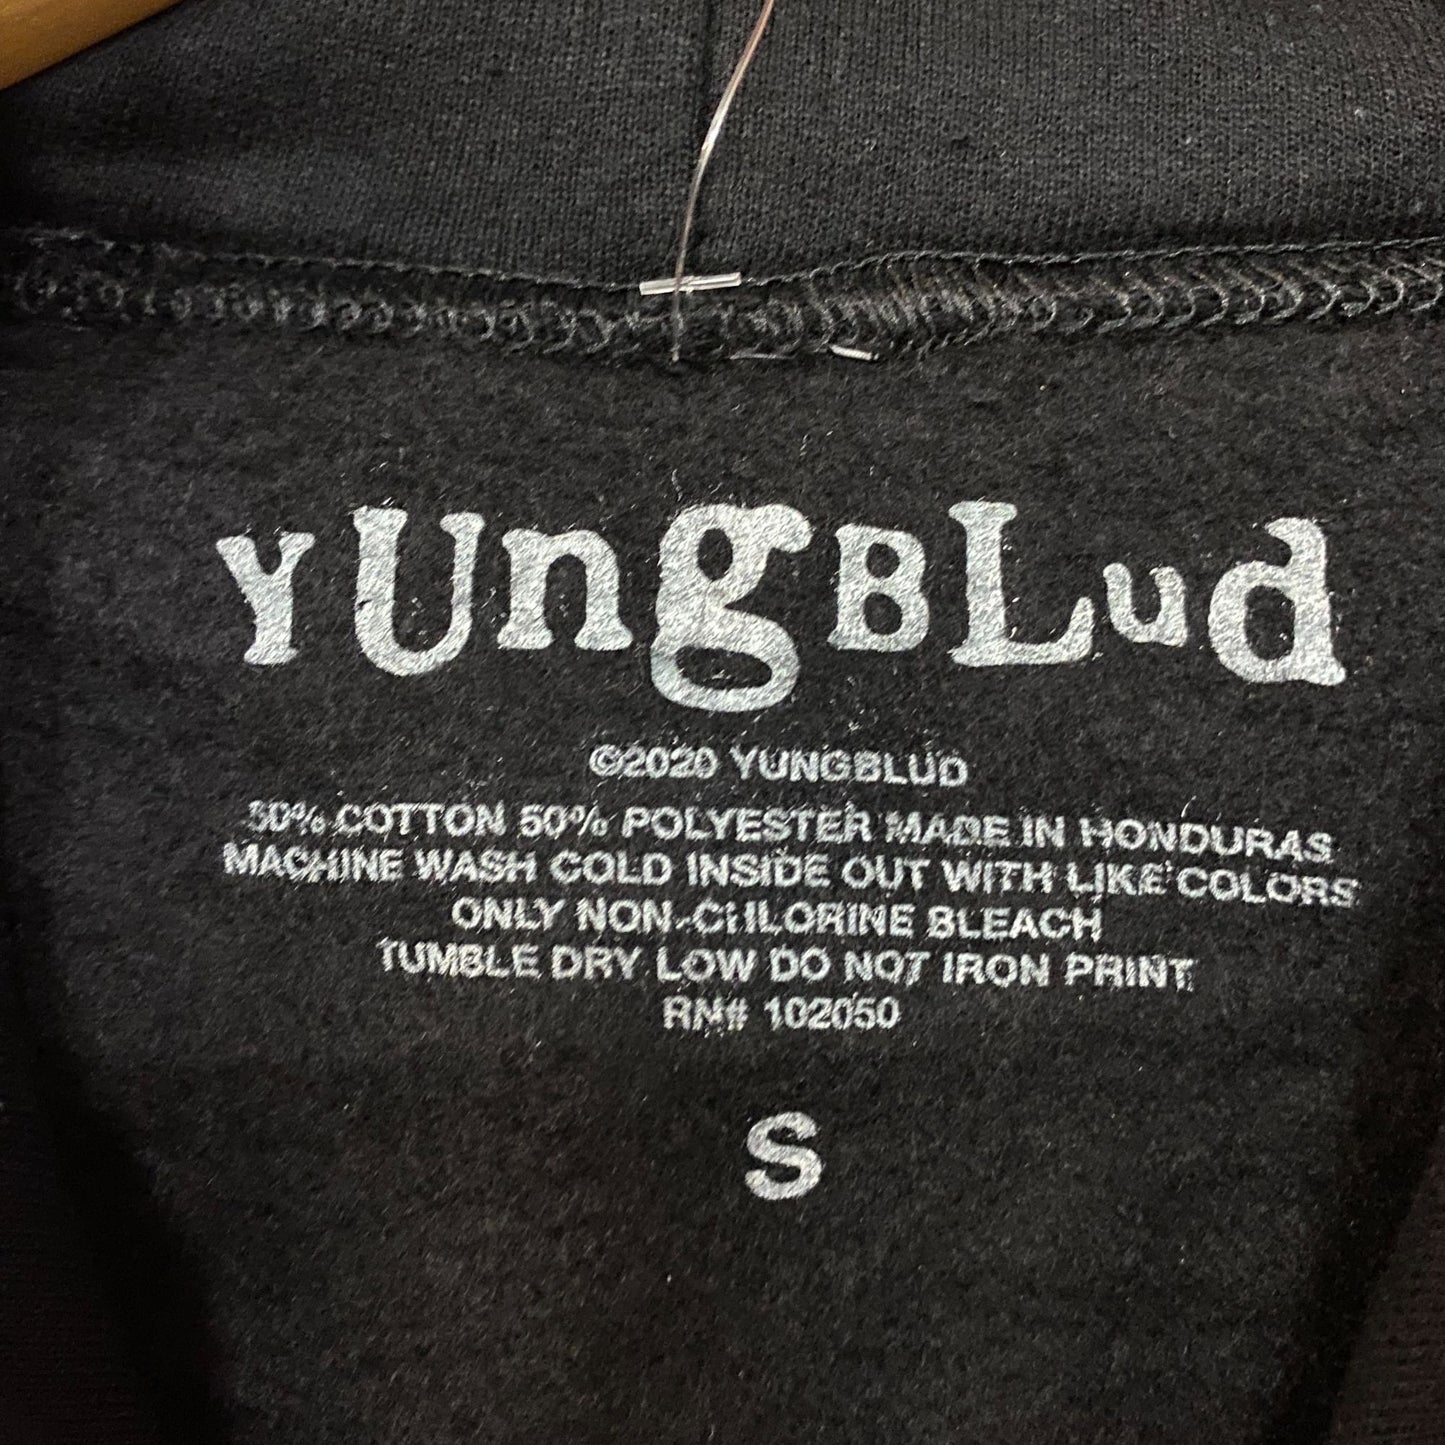 YUngBLud
©2020 YUNGBLUD
50% COTTON 50% POLYESTER MADE IN HONDURAS
MACHINE WASH COLD INSIDE OUT WITH LIKE COLORS
ONLY NON-CHLORINE BLEACH
TUMBLE DRY LOW DO NOT IRON PRINT
RN# 102050
S